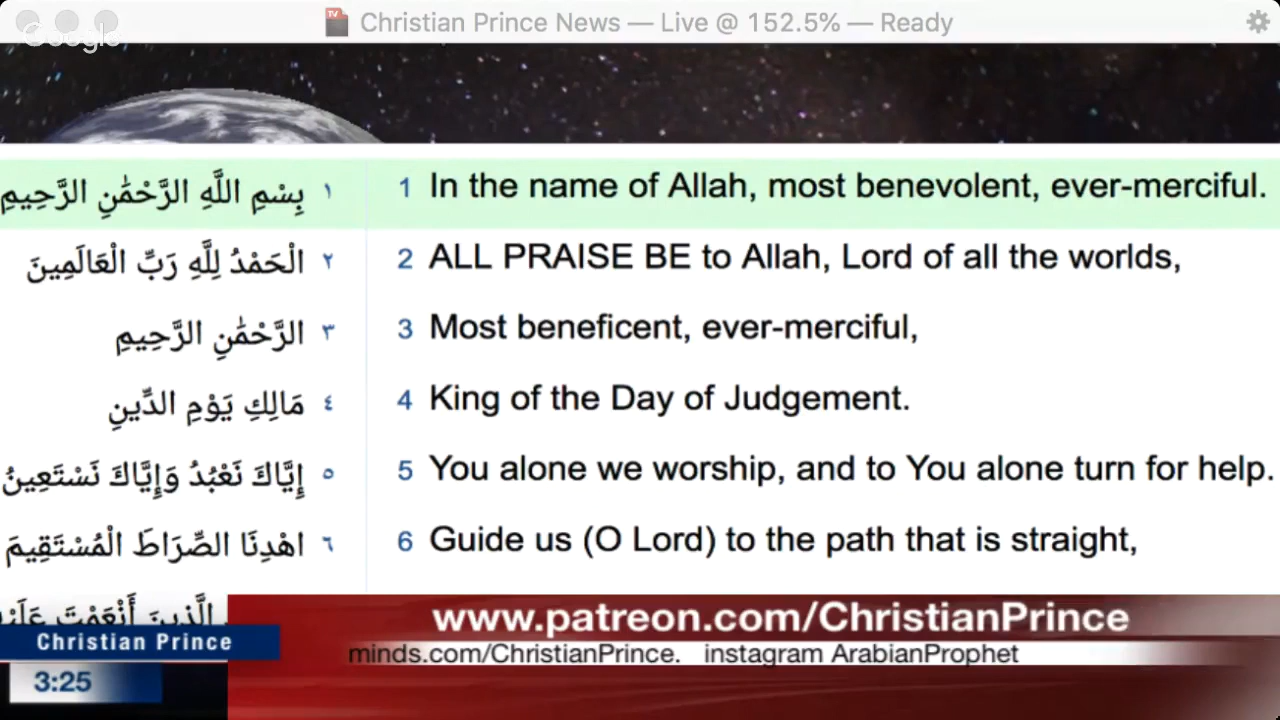 Christian Prince News — Live @ 152.5% — Ready
Google
بِسْمِ اللَّهِ الرَّحْمَٰنِ الرَّحِيمِ ١
1 In the name of Allah, most benevolent, ever-merciful.
الْحَمْدُ لِلَّهِ رَبِّ الْعَالَمِينَ ٢
2 ALL PRAISE BE to Allah, Lord of all the worlds,
الرَّحْمَٰنِ الرَّحِيمِ ٣
3 Most beneficent, ever-merciful,
مَالِكِ يَوْمِ الدِّينِ ٤
4 King of the Day of Judgement.
إِيَّاكَ نَعْبُدُ وَإِيَّاكَ نَسْتَعِينُ ٥
5 You alone we worship, and to You alone turn for help.
اهْدِنَا الصِّرَاطَ الْمُسْتَقِيمَ ٦
6 Guide us (O Lord) to the path that is straight,
الَّذِينَ أَنْعَمْتَ
www.patreon.com/ChristianPrince
Christian Prince
minds.com/ChristianPrince. instagram ArabianProphet
3:25